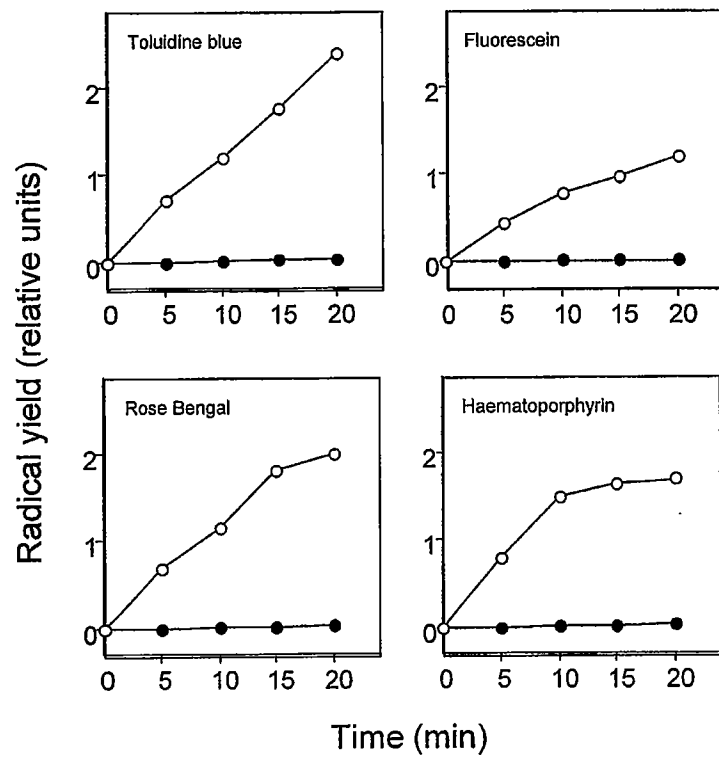 Radical yield (relative units)
Toluidine blue
2
1
0
0 5 10 15 20
Fluorescein
2
1
0
0 5 10 15 20
Rose Bengal
2
1
0
0 5 10 15 20
Haematoporphyrin
2
1
0
0 5 10 15 20
Time (min)